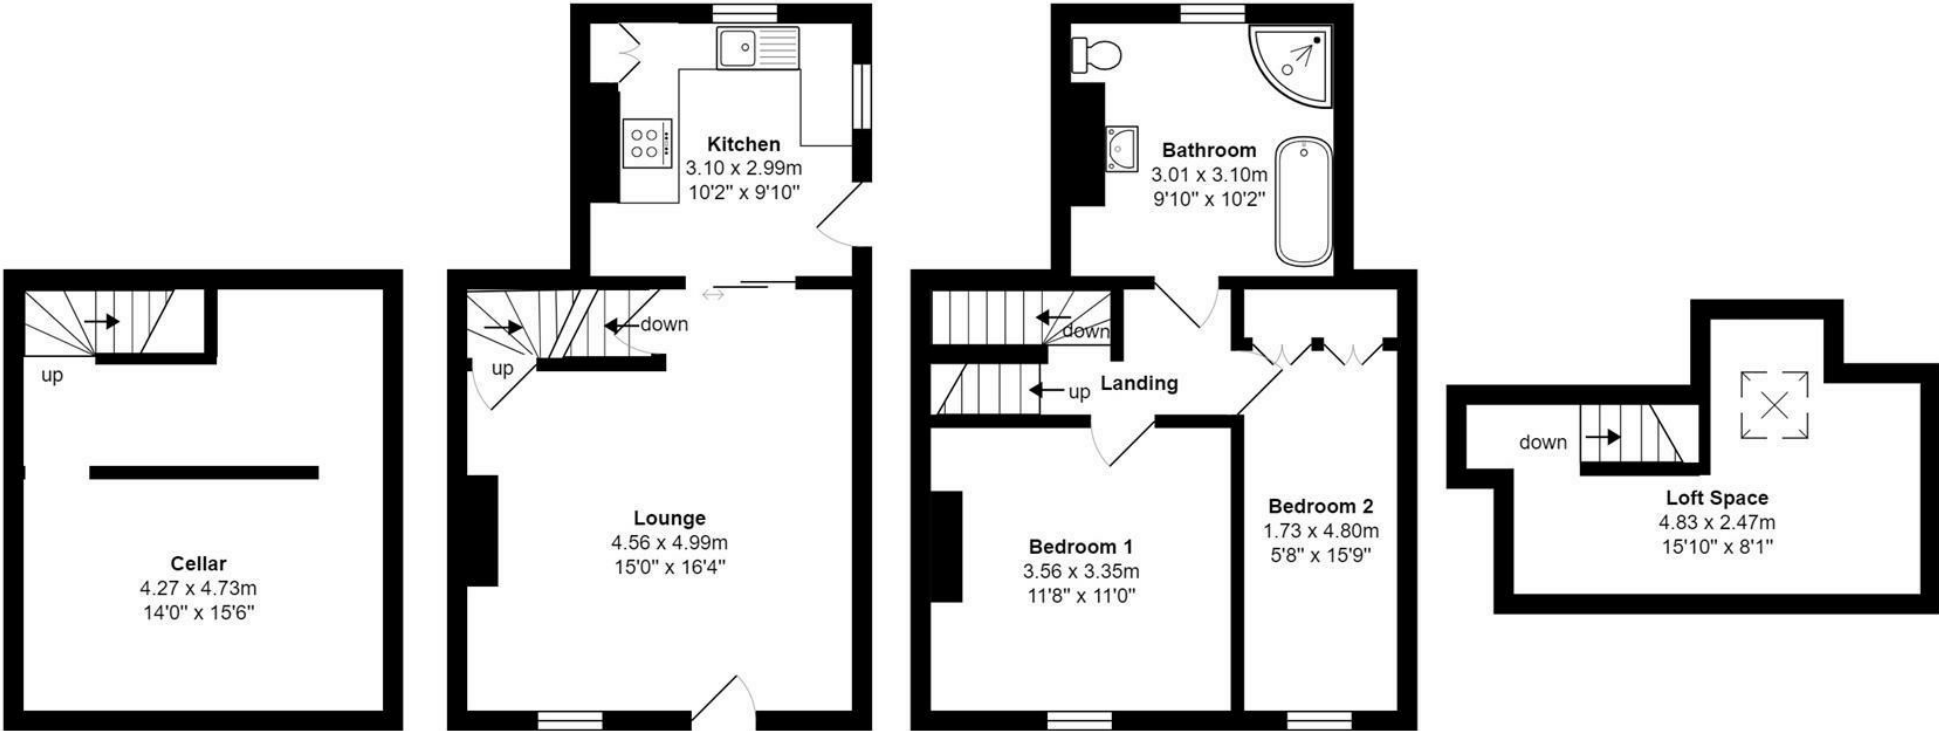 up
Cellar
4.27 x 4.73m
14'0" x 15'6"
Kitchen
3.10 x 2.99m
10'2" x 9'10"
down
up
Lounge
4.56 x 4.99m
15'0" x 16'4"
Bathroom
3.01 x 3.10m
9'10" x 10'2"
down
up
Landing
Bedroom 1
3.56 x 3.35m
11'8" x 11'0"
Bedroom 2
1.73 x 4.80m
5'8" x 15'9"
down
Loft Space
4.83 x 2.47m
15'10" x 8'1"